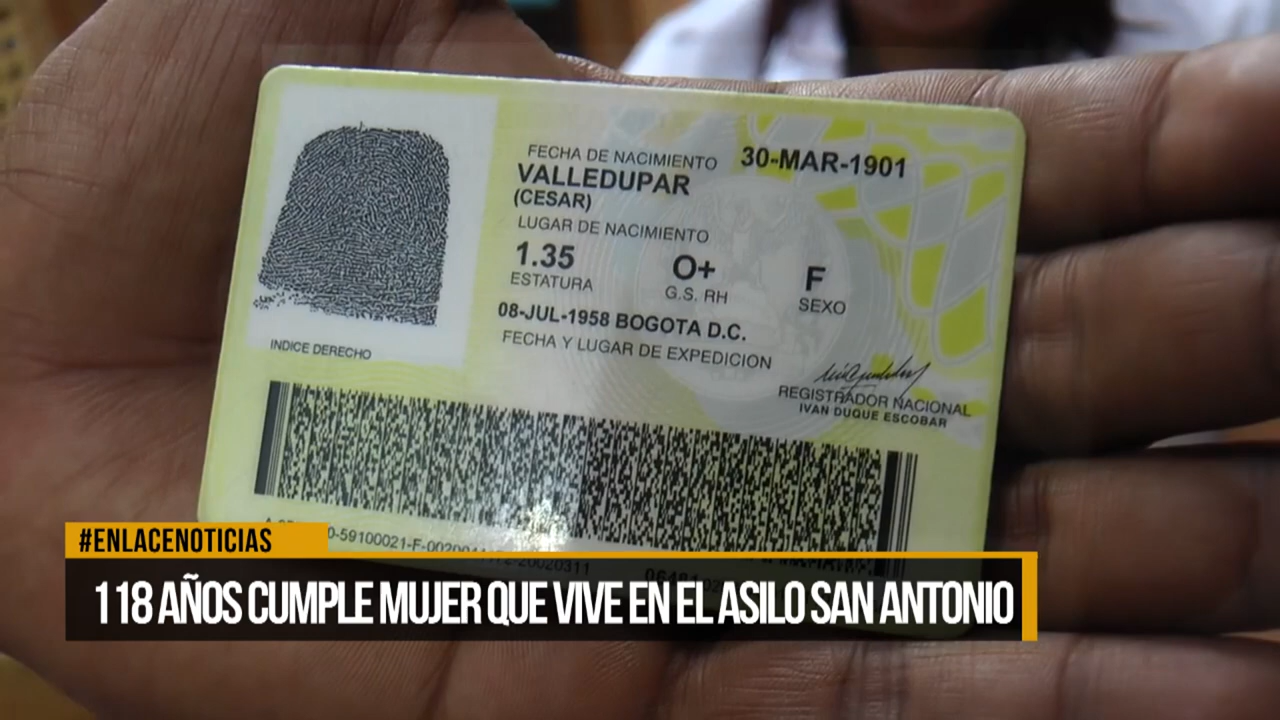 FECHA DE NACIMIENTO 30-MAR-1901
VALLEDUPAR
(CESAR)
LUGAR DE NACIMIENTO
1.35 O+ F
ESTATURA G.S. RH SEXO
08-JUL-1958 BOGOTA D.C.
FECHA Y LUGAR DE EXPEDICION
INDICE DERECHO
REGISTRADOR NACIONAL
IVAN DUQUE ESCOBAR
#ENLACENOTICIAS
118 AÑOS CUMPLE MUJER QUE VIVE EN EL ASILO SAN ANTONIO